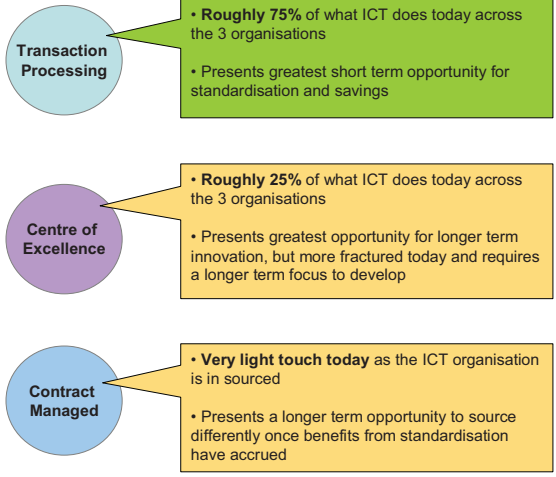 Transaction
Processing
• Roughly 75% of what ICT does today across
the 3 organisations
• Presents greatest short term opportunity for
standardisation and savings
Centre of
Excellence
• Roughly 25% of what ICT does today across
the 3 organisations
• Presents greatest opportunity for longer term
innovation, but more fractured today and requires
a longer term focus to develop
Contract
Managed
• Very light touch today as the ICT organisation
is in sourced
• Presents a longer term opportunity to source
differently once benefits from standardisation
have accrued